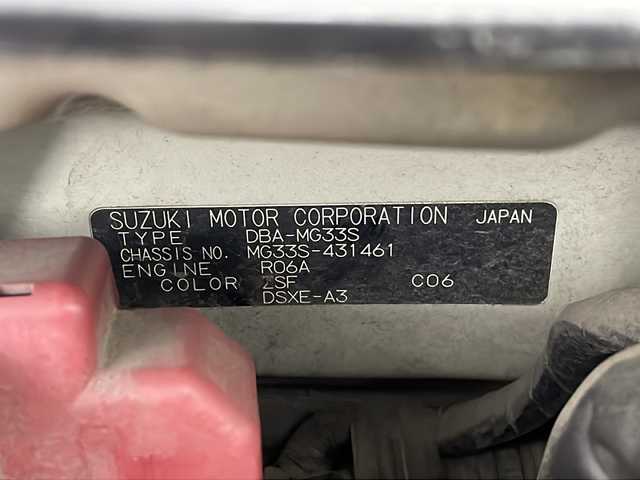 SUZUKI MOTOR CORPORATION JAPAN
TYPE DBA-MG33S
CHASSIS NO. MG33S-431461
ENGINE R06A
COLOR ZSF C06
DSXE-A3